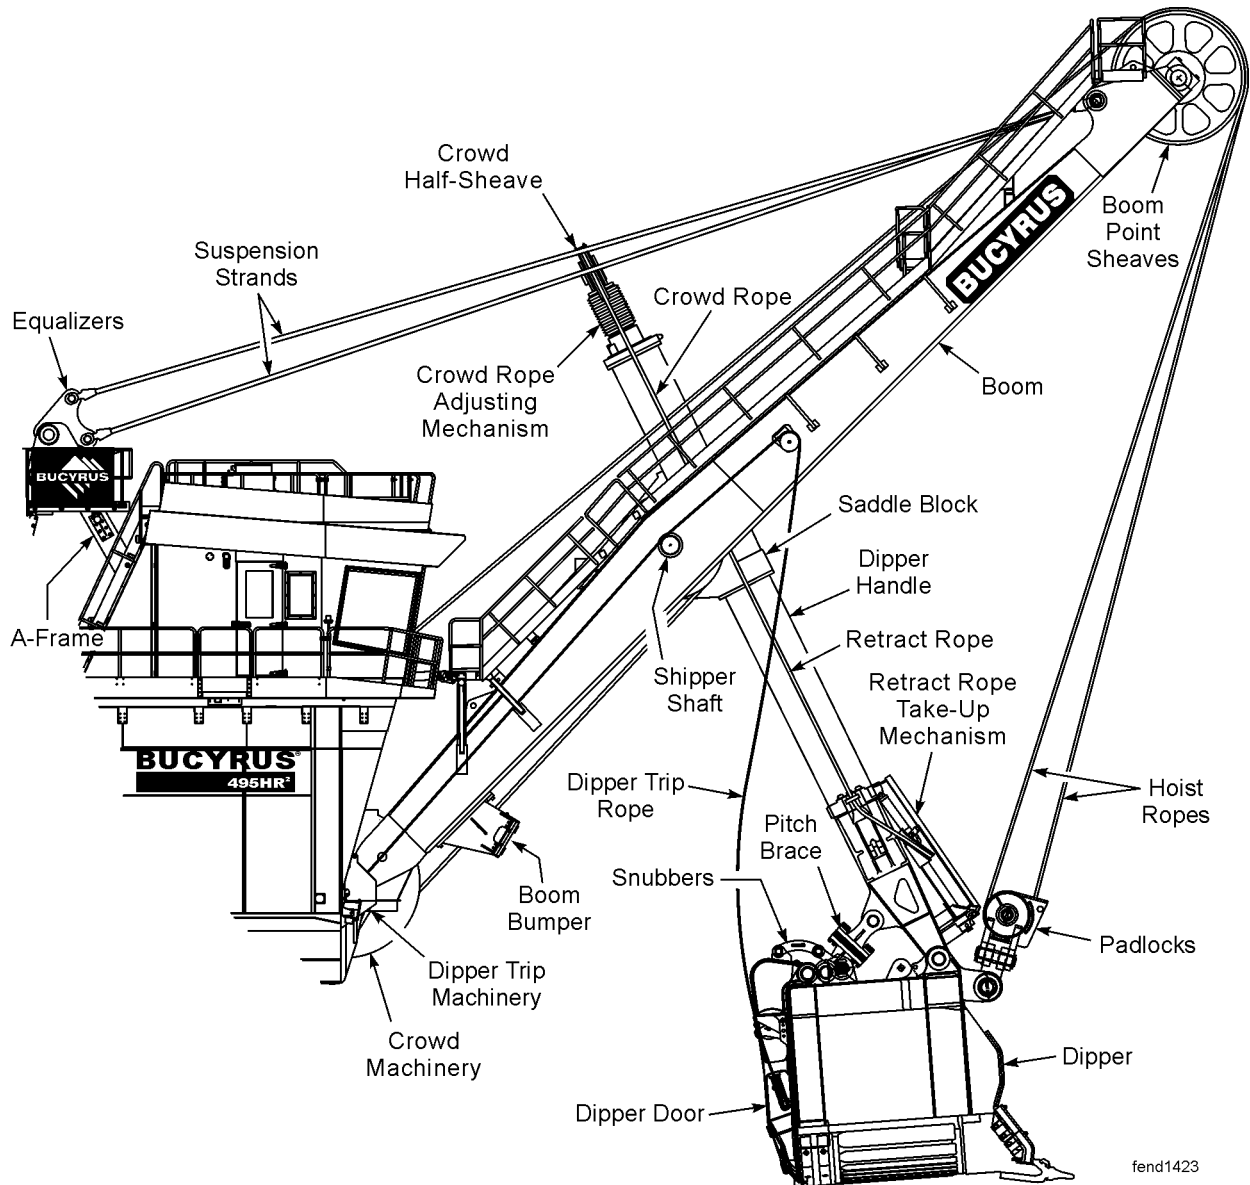 Crowd
Half-Sheave
Suspension
Strands
Equalizers
Crowd Rope
Crowd Rope
Adjusting
Mechanism
Boom
Point
Sheaves
BUCYRUS
Boom
BUCYRUS
Saddle Block
Dipper
Handle
A-Frame
Retract Rope
Shipper
Shaft
Retract Rope
Take-Up
Mechanism
BUCYRUS®
495HR²
Dipper Trip
Rope
Hoist
Ropes
Pitch
Brace
Snubbers
Boom
Bumper
Padlocks
Dipper Trip
Machinery
Crowd
Machinery
Dipper
Dipper Door
fend1423